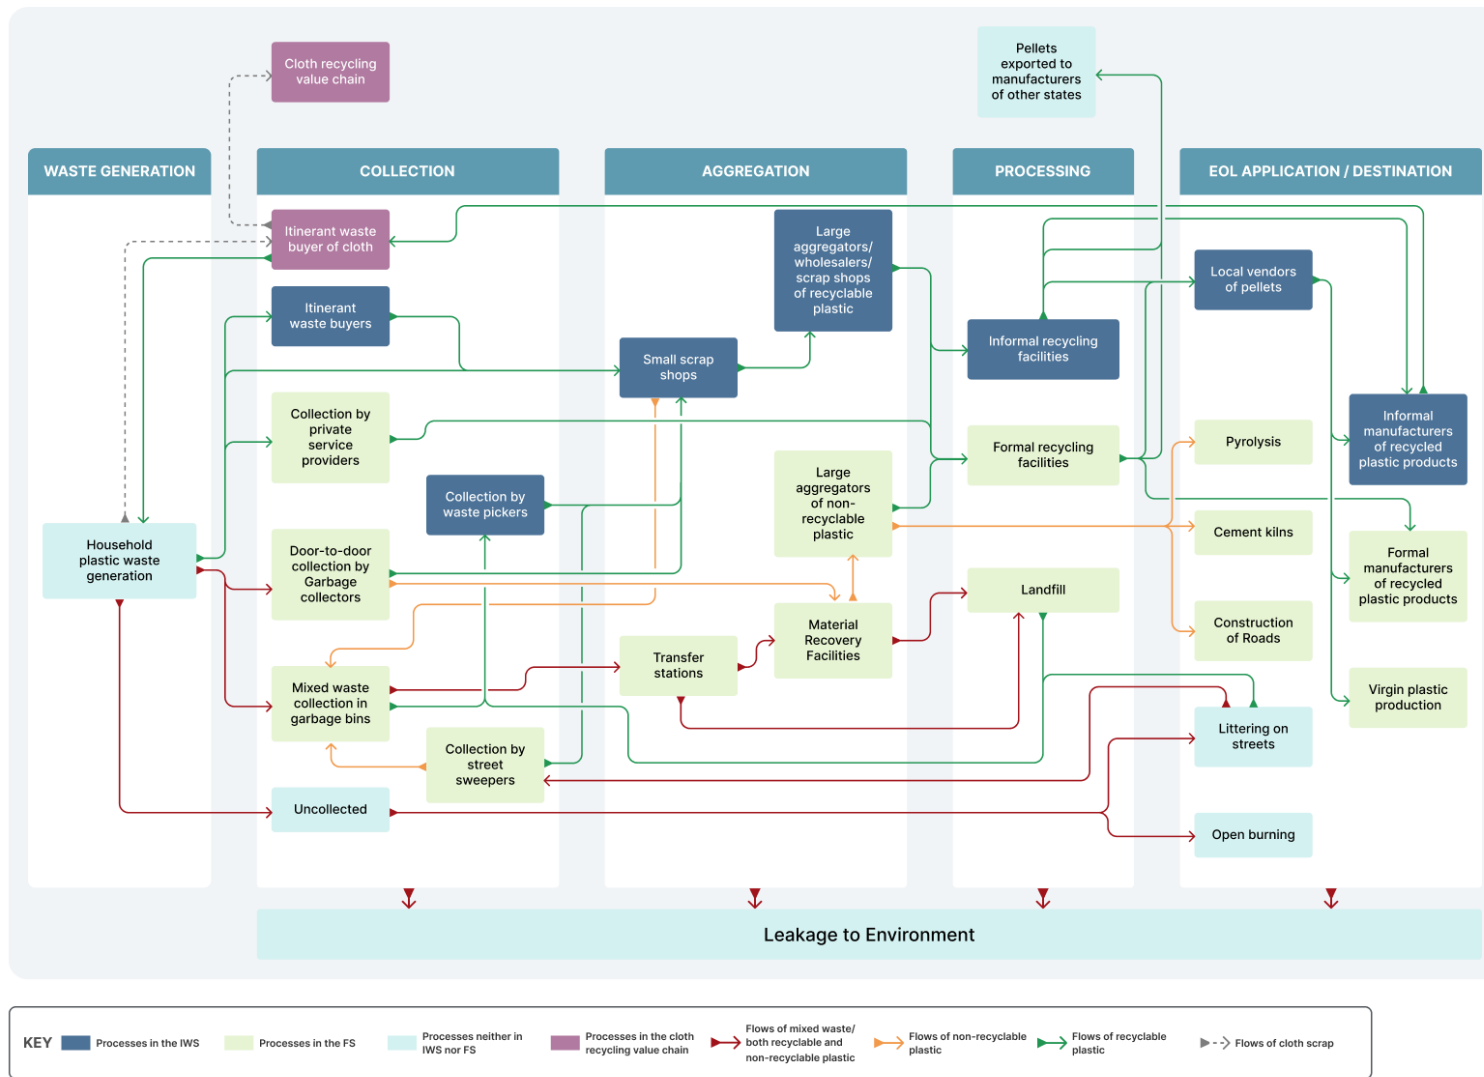 Cloth recycling
value chain
Pellets
exported to
manufacturers
of other states
WASTE GENERATION
COLLECTION
AGGREGATION
PROCESSING
EOL APPLICATION / DESTINATION
Itinerant waste
buyer of cloth
Large
aggregators/
wholesalers/
scrap shops
of recyclable
plastic
Local vendors
of pellets
Itinerant
waste buyers
Informal recycling
facilities
Small scrap
shops
Collection by
private
service
providers
Informal
manufacturers
of recycled
plastic products
Pyrolysis
Formal recycling
facilities
Large
aggregators
of non-
recyclable
plastic
Collection by
waste pickers
Cement kilns
Household
plastic waste
generation
Door-to-door
collection by
Garbage
collectors
Formal
manufacturers
of recycled
plastic products
Landfill
Material
Recovery
Facilities
Construction
of Roads
Transfer
stations
Mixed waste
collection in
garbage bins
Virgin plastic
production
Littering on
streets
Collection by
street
sweepers
Uncollected
Open burning
Leakage to Environment
KEY
Processes in the IWS
Processes in the FS
Processes neither in
IWS nor FS
Processes in the cloth
recycling value chain
Flows of mixed waste/
both recyclable and
non-recyclable plastic
Flows of non-recyclable
plastic
Flows of recyclable
plastic
Flows of cloth scrap